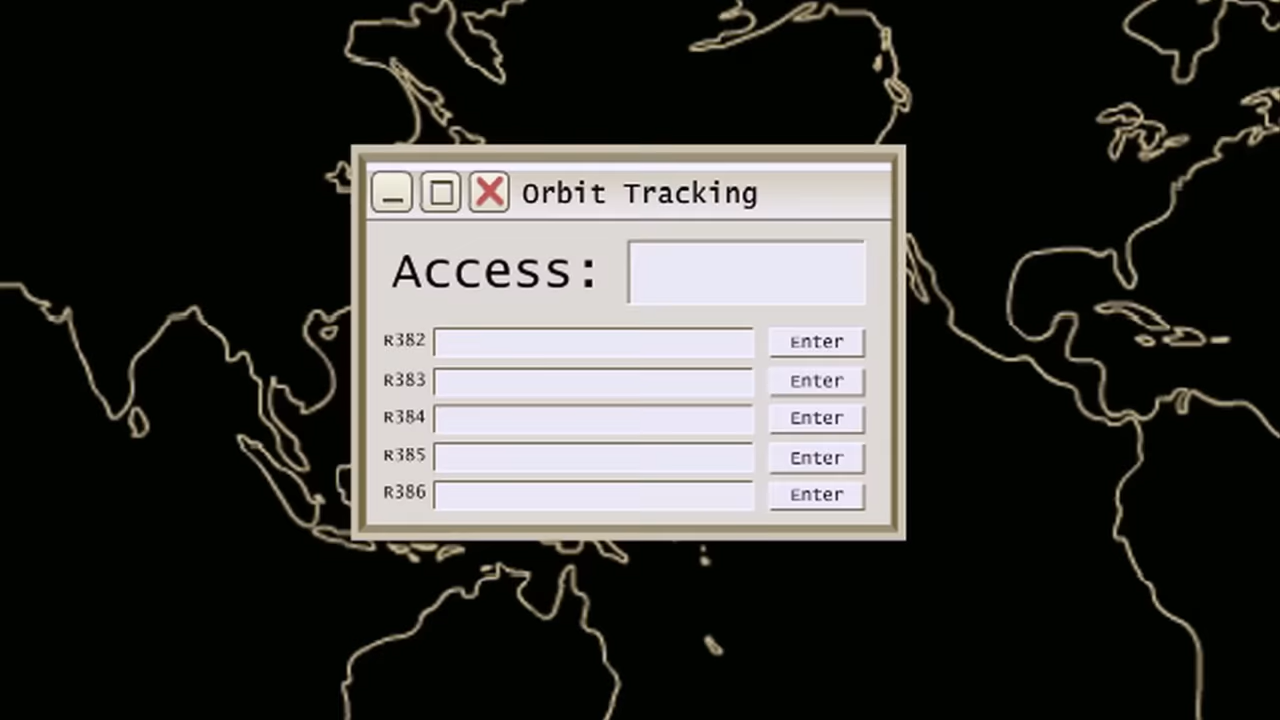 Orbit Tracking
Access:
R382 Enter
R383 Enter
R384 Enter
R385 Enter
R386 Enter